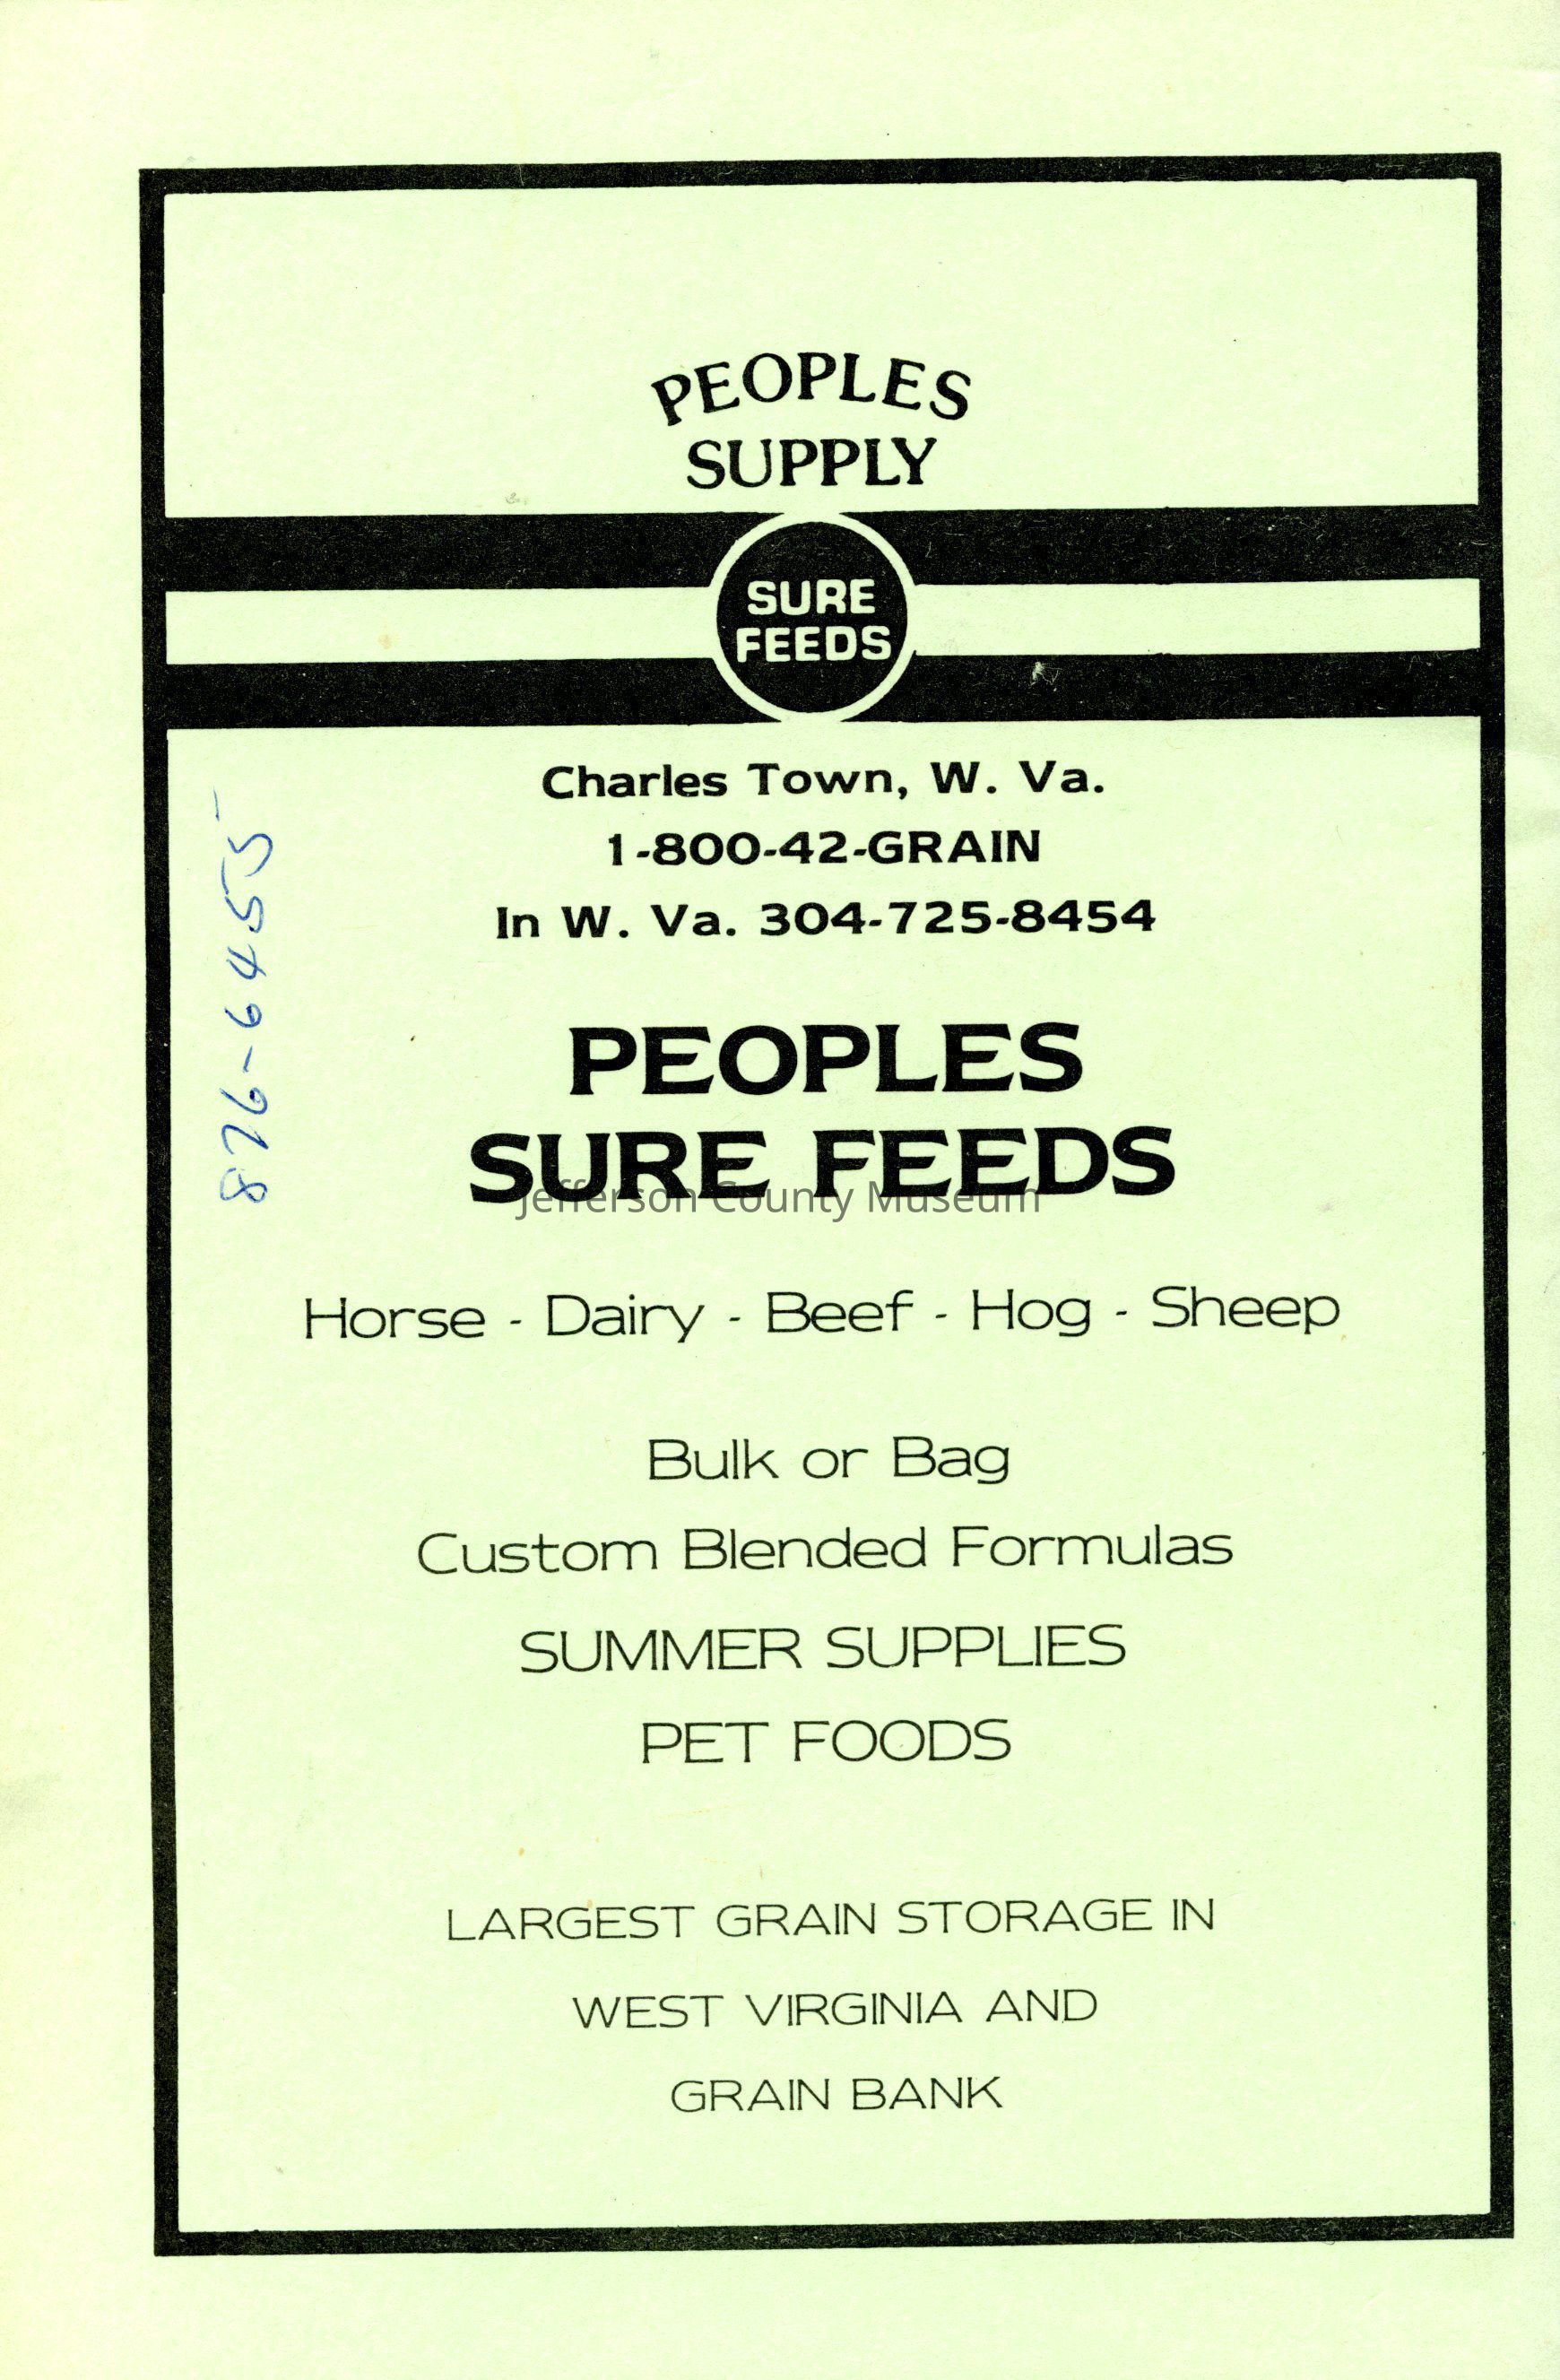 PEOPLES
SUPPLY
SURE
FEEDS
Charles Town, W. Va.
1-800-42-GRAIN
In W. Va. 304-725-8454
876-6455
PEOPLES
SURE FEEDS
Jefferson County Museum
Horse - Dairy - Beef - Hog - Sheep
Bulk or Bag
Custom Blended Formulas
SUMMER SUPPLIES
PET FOODS
LARGEST GRAIN STORAGE IN
WEST VIRGINIA AND
GRAIN BANK